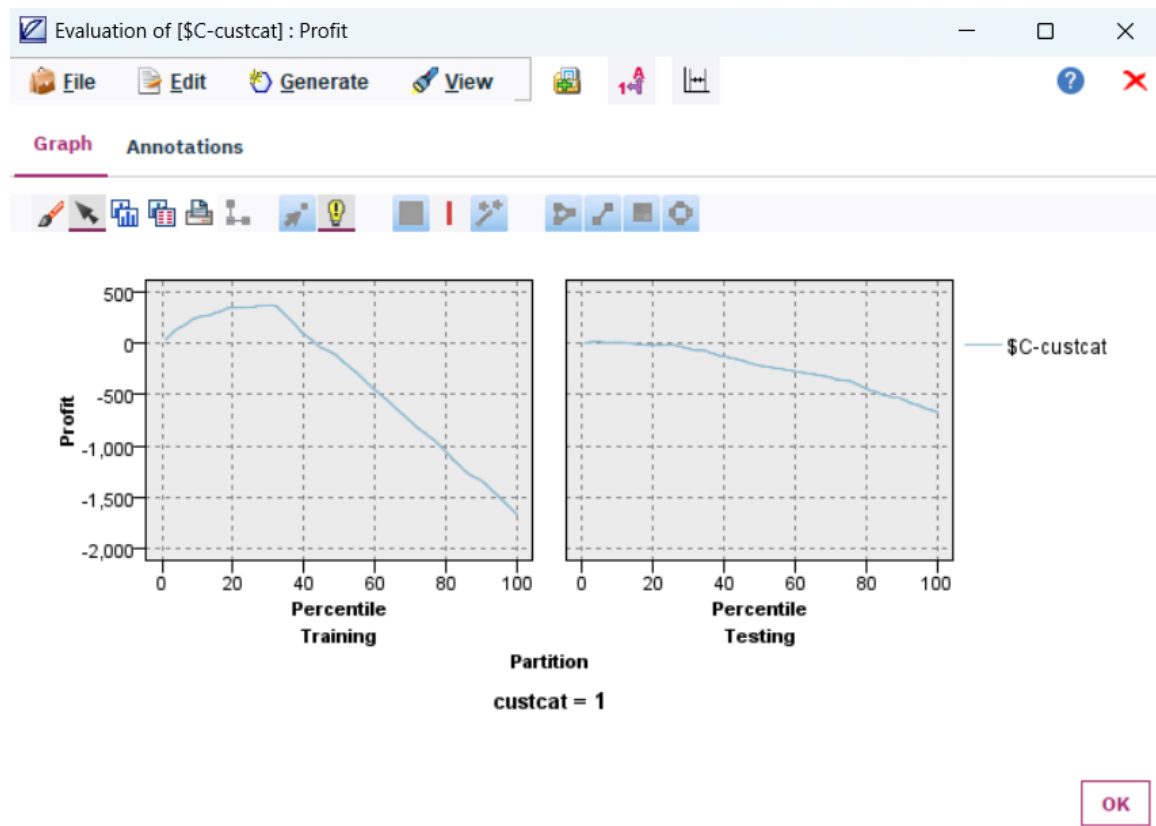 Evaluation of [$C-custcat] : Profit
File Edit Generate View
Graph Annotations
500
0
-500
-1,000
-1,500
-2,000
Profit
0 20 40 60 80 100
Percentile
Training
0 20 40 60 80 100
Percentile
Testing
Partition
custcat = 1
$C-custcat
OK